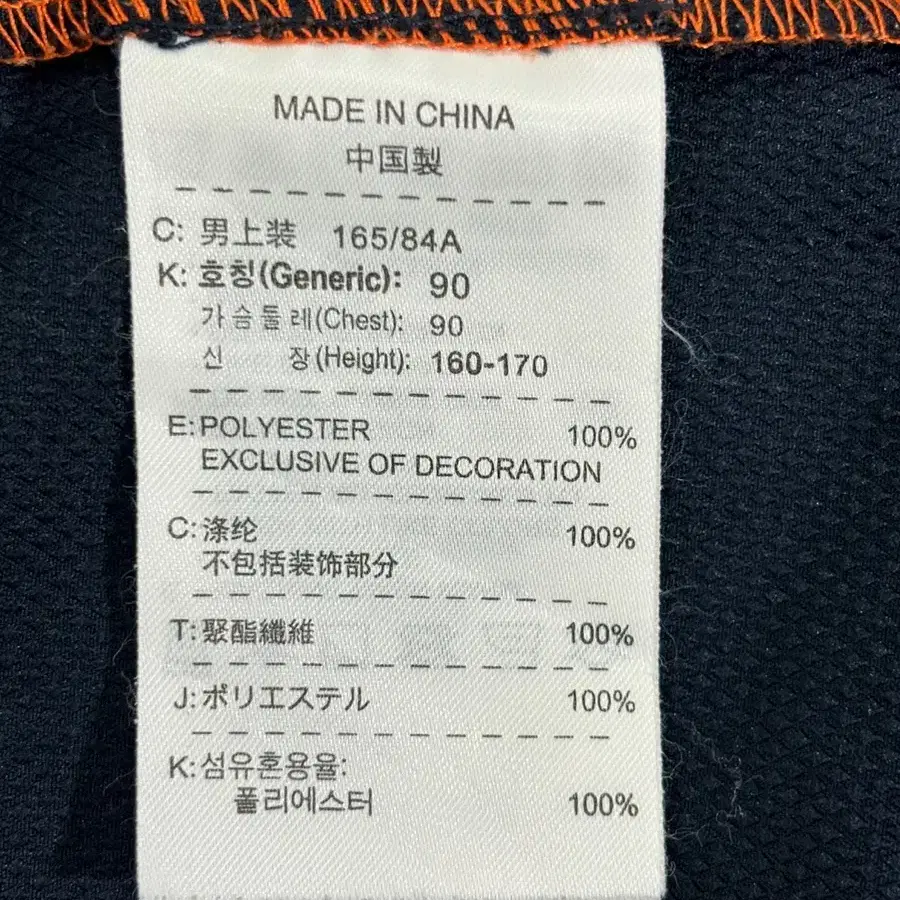 MADE IN CHINA
中国製
C: 男上装 165/84A
K: 호칭(Generic): 90
가슴둘레(Chest): 90
신 장(Height): 160-170
E:POLYESTER 100%
EXCLUSIVE OF DECORATION
C:涤纶 100%
不包括装饰部分
T:聚酯纖維 100%
J:ポリエステル 100%
K:섬유혼용율:
폴리에스터 100%